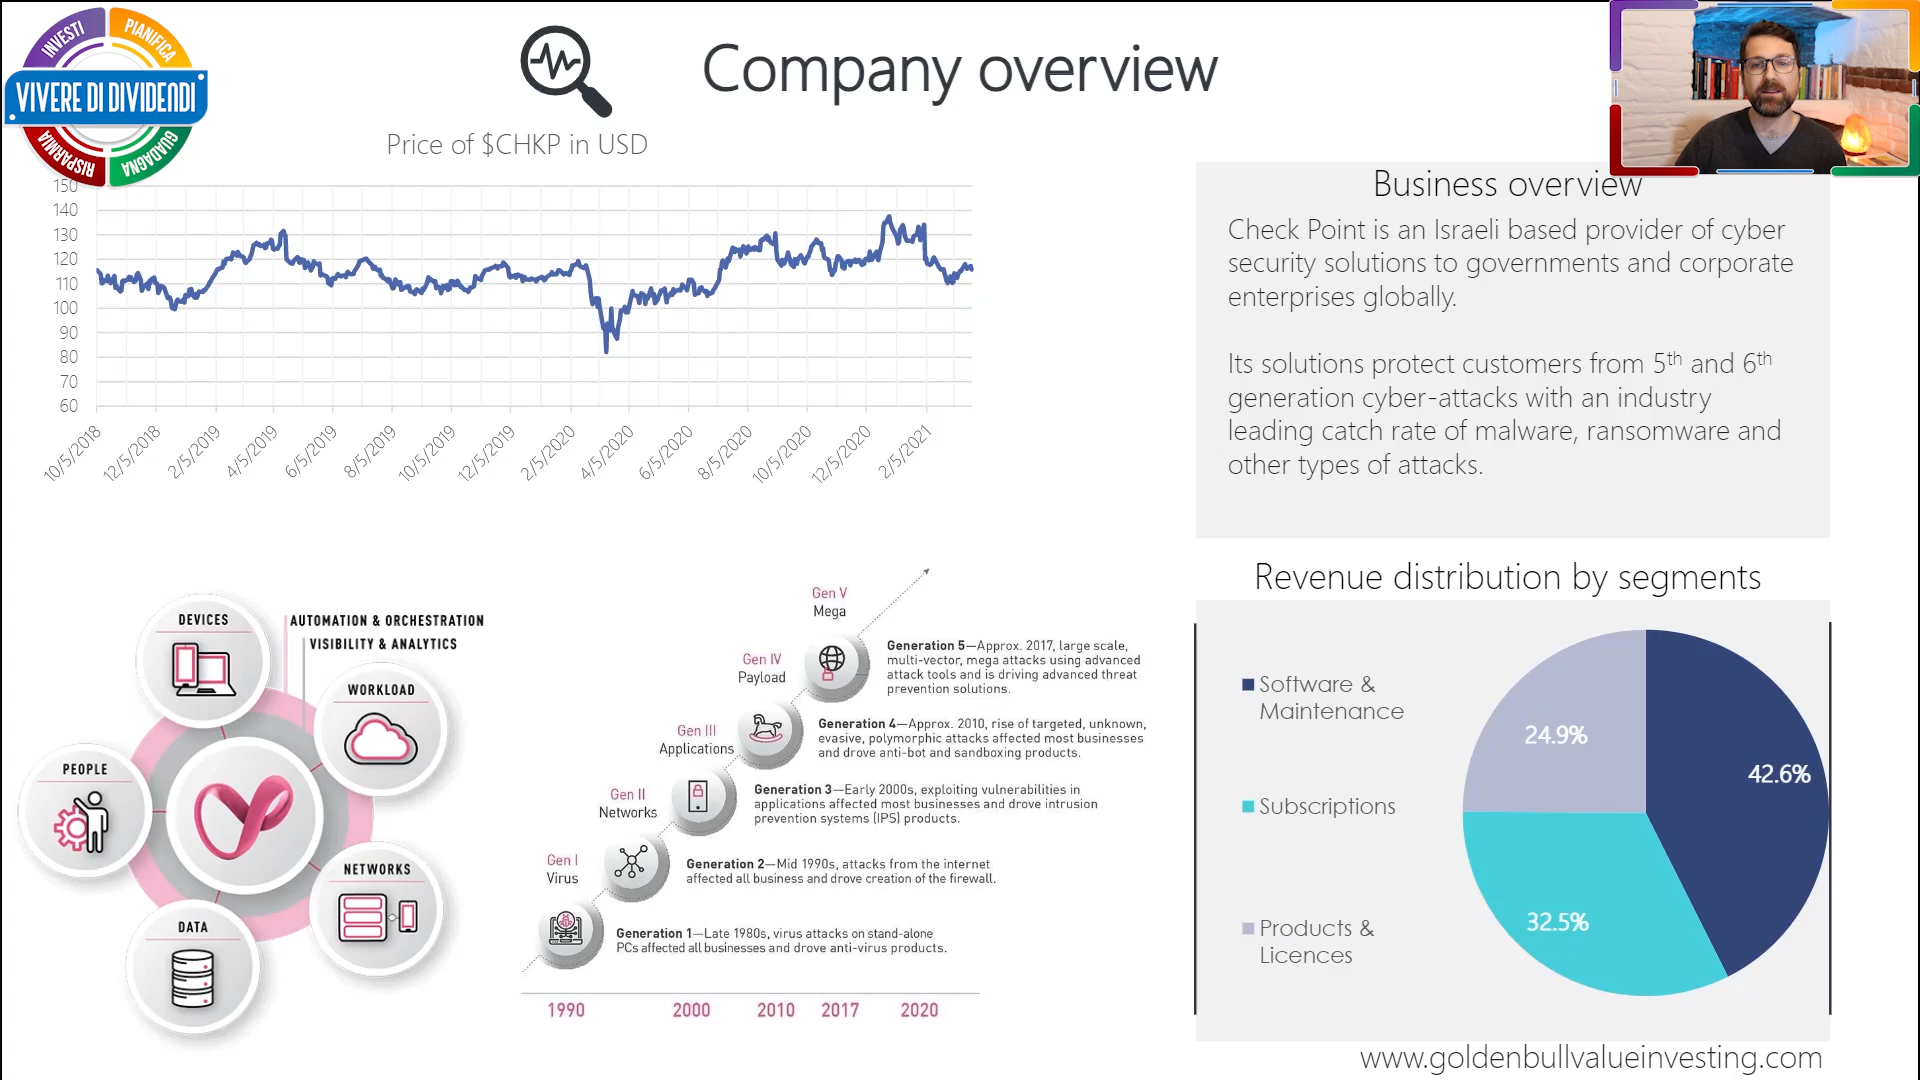 INVESTI
PIANIFICA
VIVERE DI DIVIDENDI
RISPARMIA
GUADAGNA
Company overview
Price of $CHKP in USD
150
140
130
120
110
100
90
80
70
60
10/5/2018
12/5/2018
2/5/2019
4/5/2019
6/5/2019
8/5/2019
10/5/2019
12/5/2019
2/5/2020
4/5/2020
6/5/2020
8/5/2020
10/5/2020
12/5/2020
2/5/2021
Business overview
Check Point is an Israeli based provider of cyber
security solutions to governments and corporate
enterprises globally.
Its solutions protect customers from 5th and 6th
generation cyber-attacks with an industry
leading catch rate of malware, ransomware and
other types of attacks.
DEVICES
AUTOMATION & ORCHESTRATION
VISIBILITY & ANALYTICS
WORKLOAD
PEOPLE
NETWORKS
DATA
Gen V
Mega
Generation 5—Approx. 2017, large scale,
multi-vector, mega attacks using advanced
attack tools and is driving advanced threat
prevention solutions.
Gen IV
Payload
Generation 4—Approx. 2010, rise of targeted, unknown,
evasive, polymorphic attacks affected most businesses
and drove anti-bot and sandboxing products.
Gen III
Applications
Generation 3—Early 2000s, exploiting vulnerabilities in
applications affected most businesses and drove intrusion
prevention systems (IPS) products.
Gen II
Networks
Generation 2—Mid 1990s, attacks from the internet
affected all business and drove creation of the firewall.
Gen I
Virus
Generation 1—Late 1980s, virus attacks on stand-alone
PCs affected all businesses and drove anti-virus products.
1990
2000
2010
2017
2020
Revenue distribution by segments
Software &
Maintenance
Subscriptions
Products &
Licences
24.9%
42.6%
32.5%
www.goldenbullvalueinvesting.com